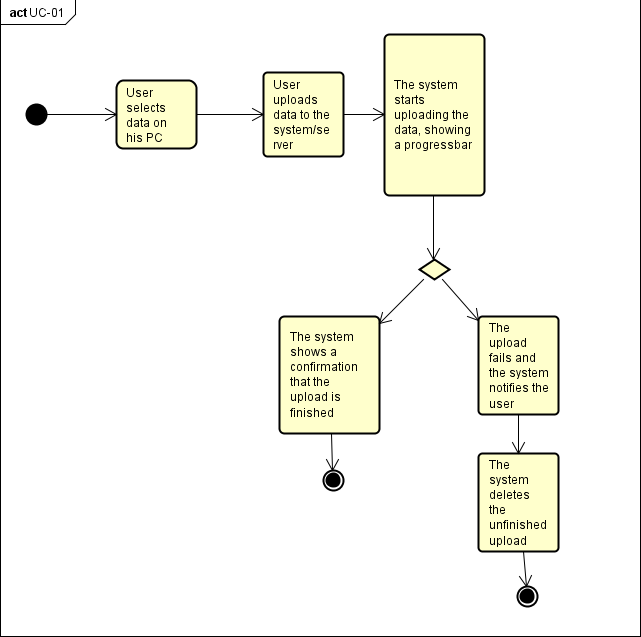 act UC-01
User
selects
data on
his PC
User
uploads
data to the
system/se
rver
The system
starts
uploading the
data, showing
a progressbar
The system
shows a
confirmation
that the
upload is
finished
The
upload
fails and
the system
notifies the
user
The
system
deletes
the
unfinished
upload